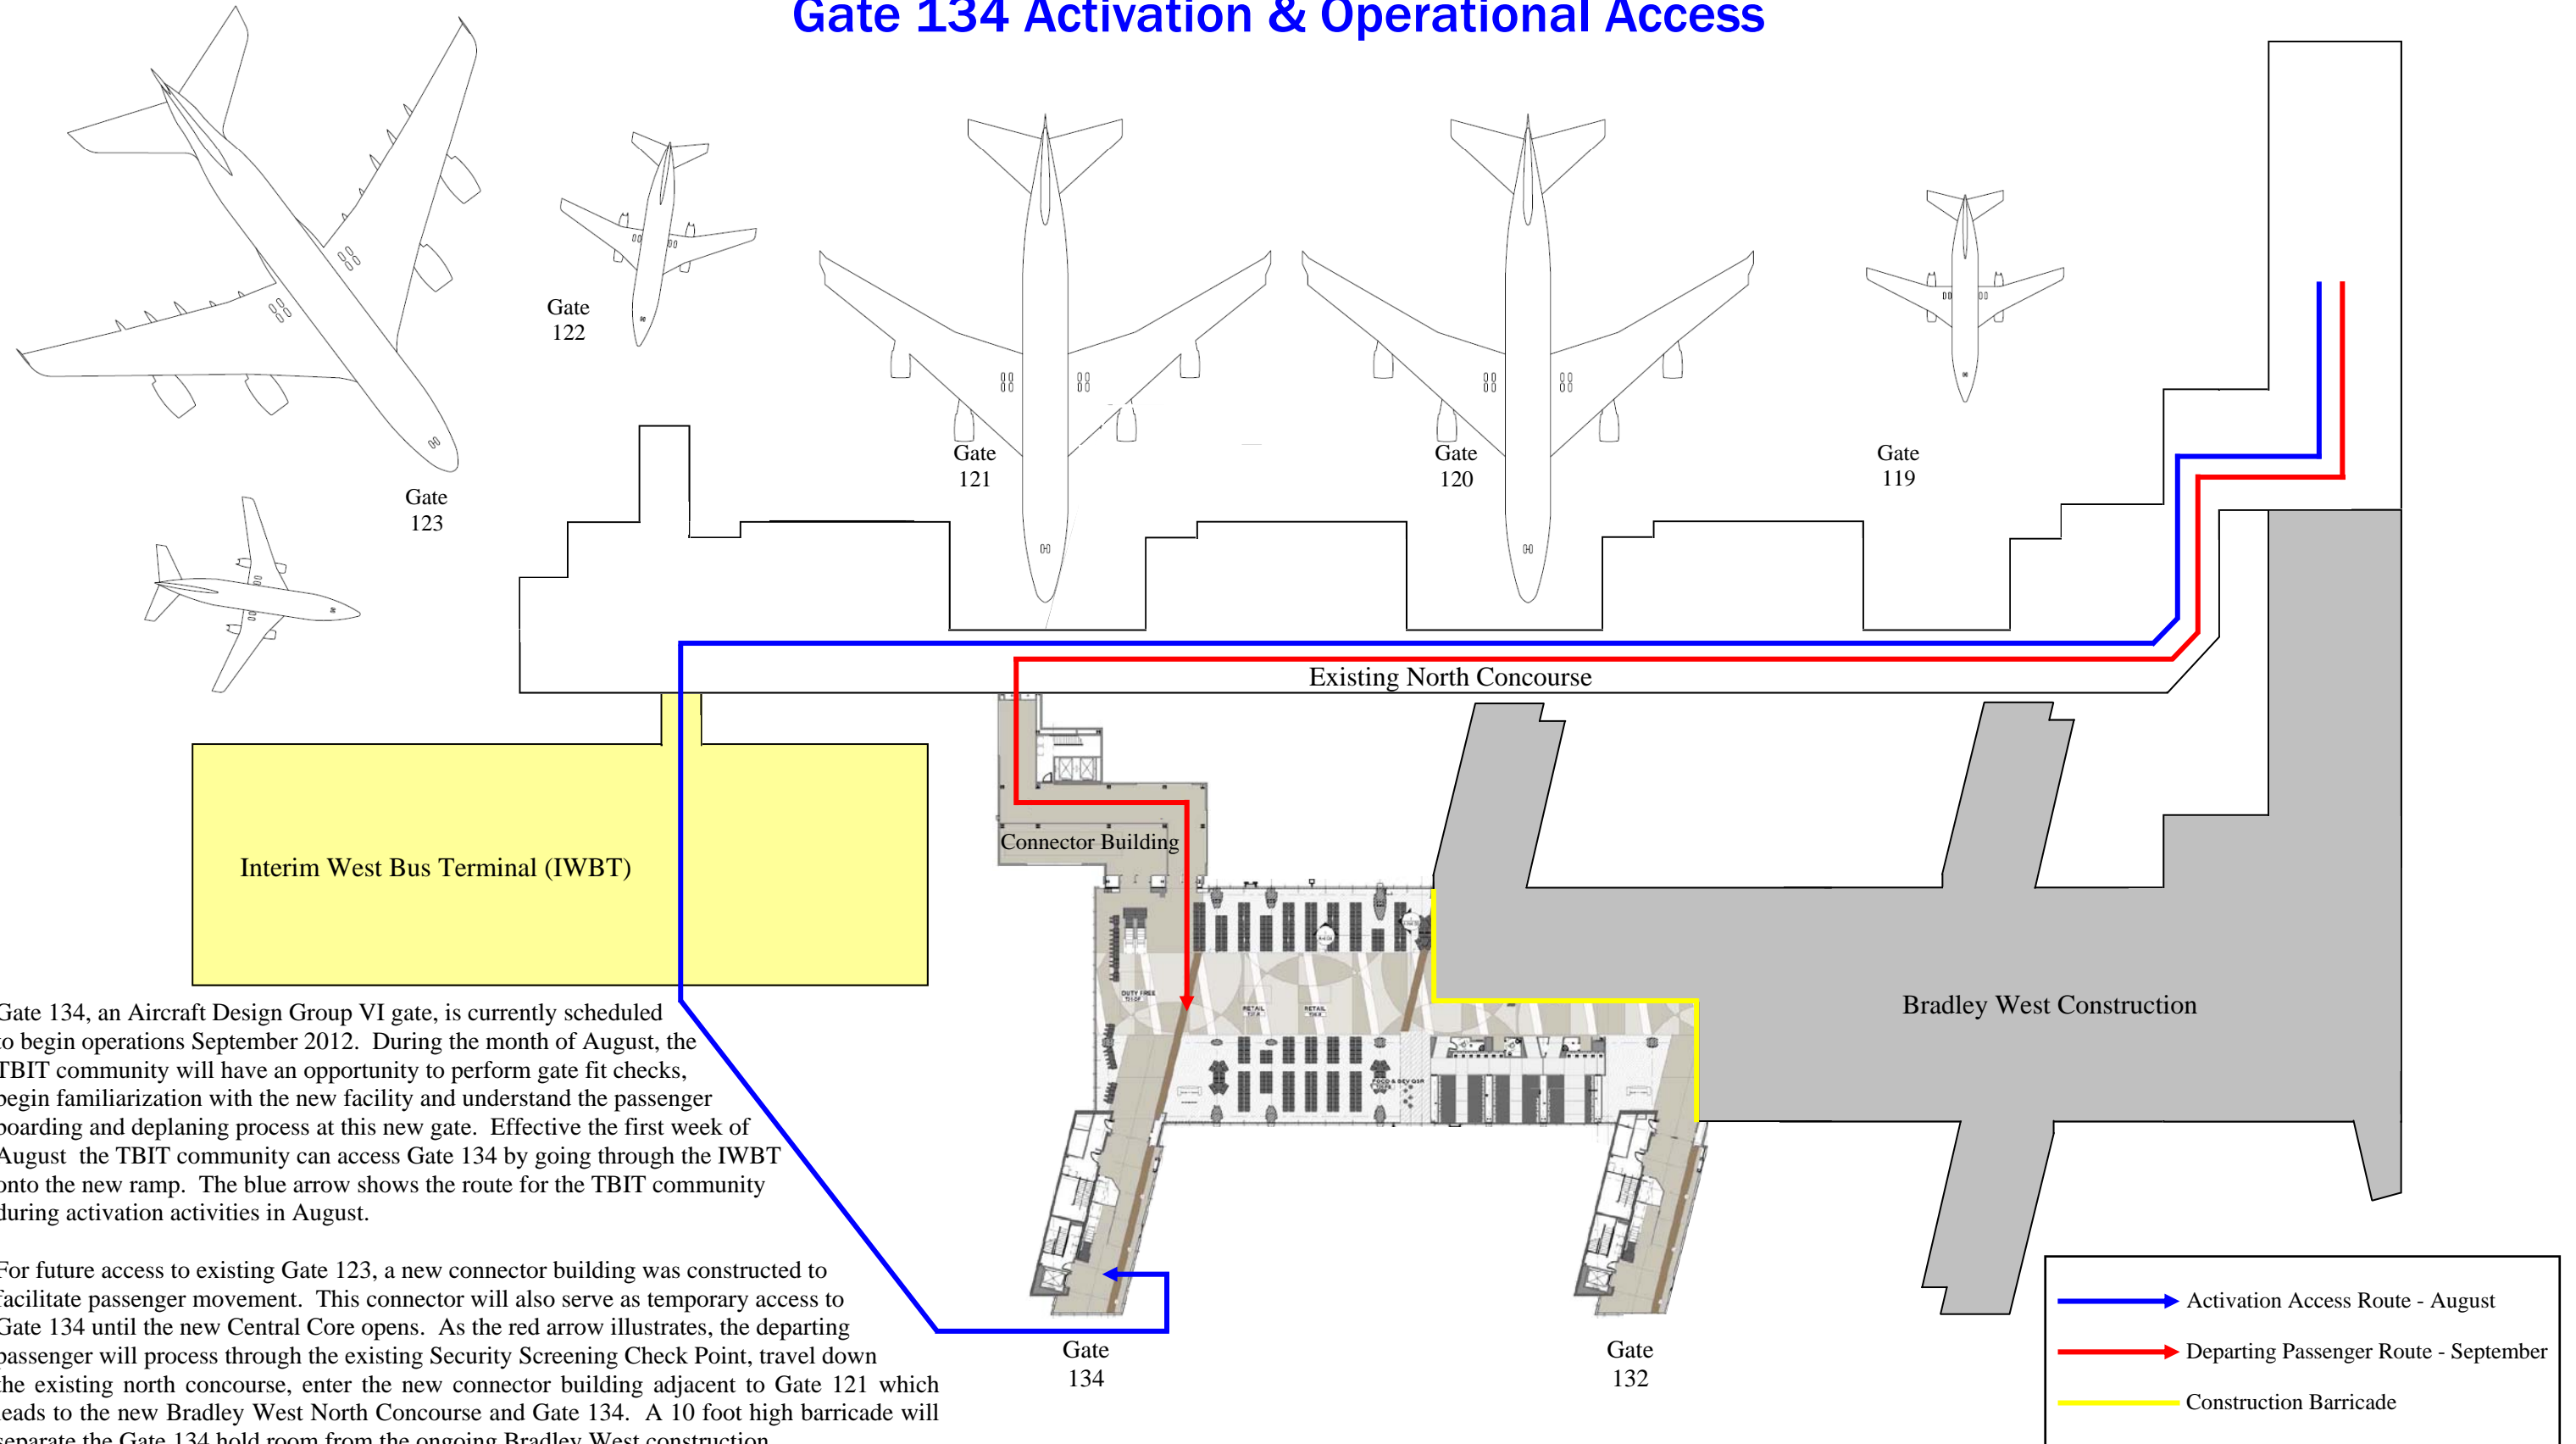 Gate 134 Activation & Operational Access
Gate
122
Gate
123
Gate
121
Gate
120
Gate
119
Existing North Concourse
Connector Building
Interim West Bus Terminal (IWBT)
DUTY FREE
RETAIL
RETAIL
FOOD & BEV
Bradley West Construction
Gate 134, an Aircraft Design Group VI gate, is currently scheduled
to begin operations September 2012. During the month of August, the
TBIT community will have an opportunity to perform gate fit checks,
begin familiarization with the new facility and understand the passenger
boarding and deplaning process at this new gate. Effective the first week of
August the TBIT community can access Gate 134 by going through the IWBT
onto the new ramp. The blue arrow shows the route for the TBIT community
during activation activities in August.
For future access to existing Gate 123, a new connector building was constructed to
facilitate passenger movement. This connector will also serve as temporary access to
Gate 134 until the new Central Core opens. As the red arrow illustrates, the departing
passenger will process through the existing Security Screening Check Point, travel down
the existing north concourse, enter the new connector building adjacent to Gate 121 which
leads to the new Bradley West North Concourse and Gate 134. A 10 foot high barricade will
separate the Gate 134 hold room from the ongoing Bradley West construction
Gate
134
Gate
132
Activation Access Route - August
Departing Passenger Route - September
Construction Barricade